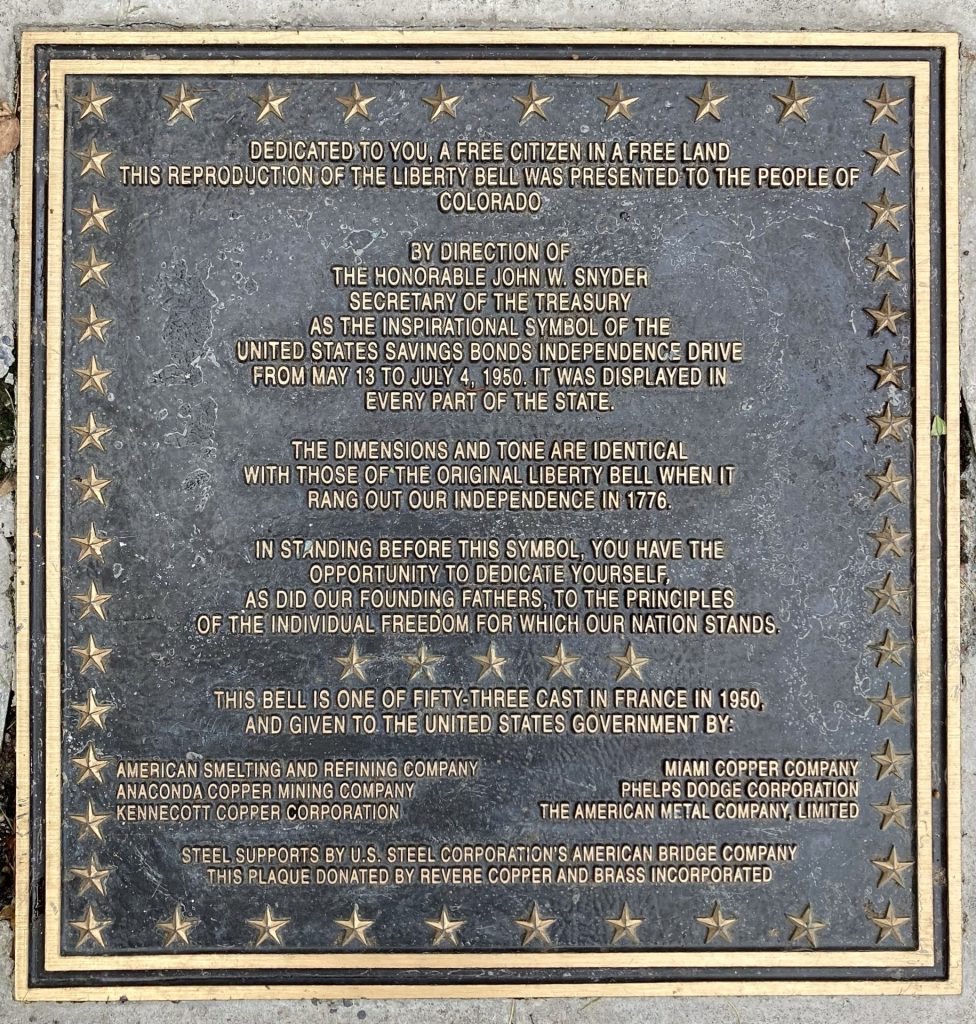 DEDICATED TO YOU, A FREE CITIZEN IN A FREE LAND
THIS REPRODUCTION OF THE LIBERTY BELL WAS PRESENTED TO THE PEOPLE OF
COLORADO
BY DIRECTION OF
THE HONORABLE JOHN W. SNYDER
SECRETARY OF THE TREASURY
AS THE INSPIRATIONAL SYMBOL OF THE
UNITED STATES SAVINGS BONDS INDEPENDENCE DRIVE
FROM MAY 13 TO JULY 4, 1950. IT WAS DISPLAYED IN
EVERY PART OF THE STATE.
THE DIMENSIONS AND TONE ARE IDENTICAL
WITH THOSE OF THE ORIGINAL LIBERTY BELL WHEN IT
RANG OUT OUR INDEPENDENCE IN 1776.
IN STANDING BEFORE THIS SYMBOL, YOU HAVE THE
OPPORTUNITY TO DEDICATE YOURSELF,
AS DID OUR FOUNDING FATHERS, TO THE PRINCIPLES
OF THE INDIVIDUAL FREEDOM FOR WHICH OUR NATION STANDS.
THIS BELL IS ONE OF FIFTY-THREE CAST IN FRANCE IN 1950,
AND GIVEN TO THE UNITED STATES GOVERNMENT BY:
AMERICAN SMELTING AND REFINING COMPANY
ANACONDA COPPER MINING COMPANY
KENNECOTT COPPER CORPORATION
MIAMI COPPER COMPANY
PHELPS DODGE CORPORATION
THE AMERICAN METAL COMPANY, LIMITED
STEEL SUPPORTS BY U.S. STEEL CORPORATION'S AMERICAN BRIDGE COMPANY
THIS PLAQUE DONATED BY REVERE COPPER AND BRASS INCORPORATED